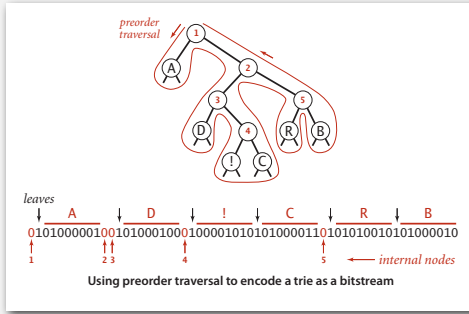 preorder
traversal
1
A
2
3
5
D
4
R
B
!
C
leaves
A D ! C R B
01010000010010100010001000010101010000110101010010101000010
1 2 3 4 5 internal nodes
Using preorder traversal to encode a trie as a bitstream